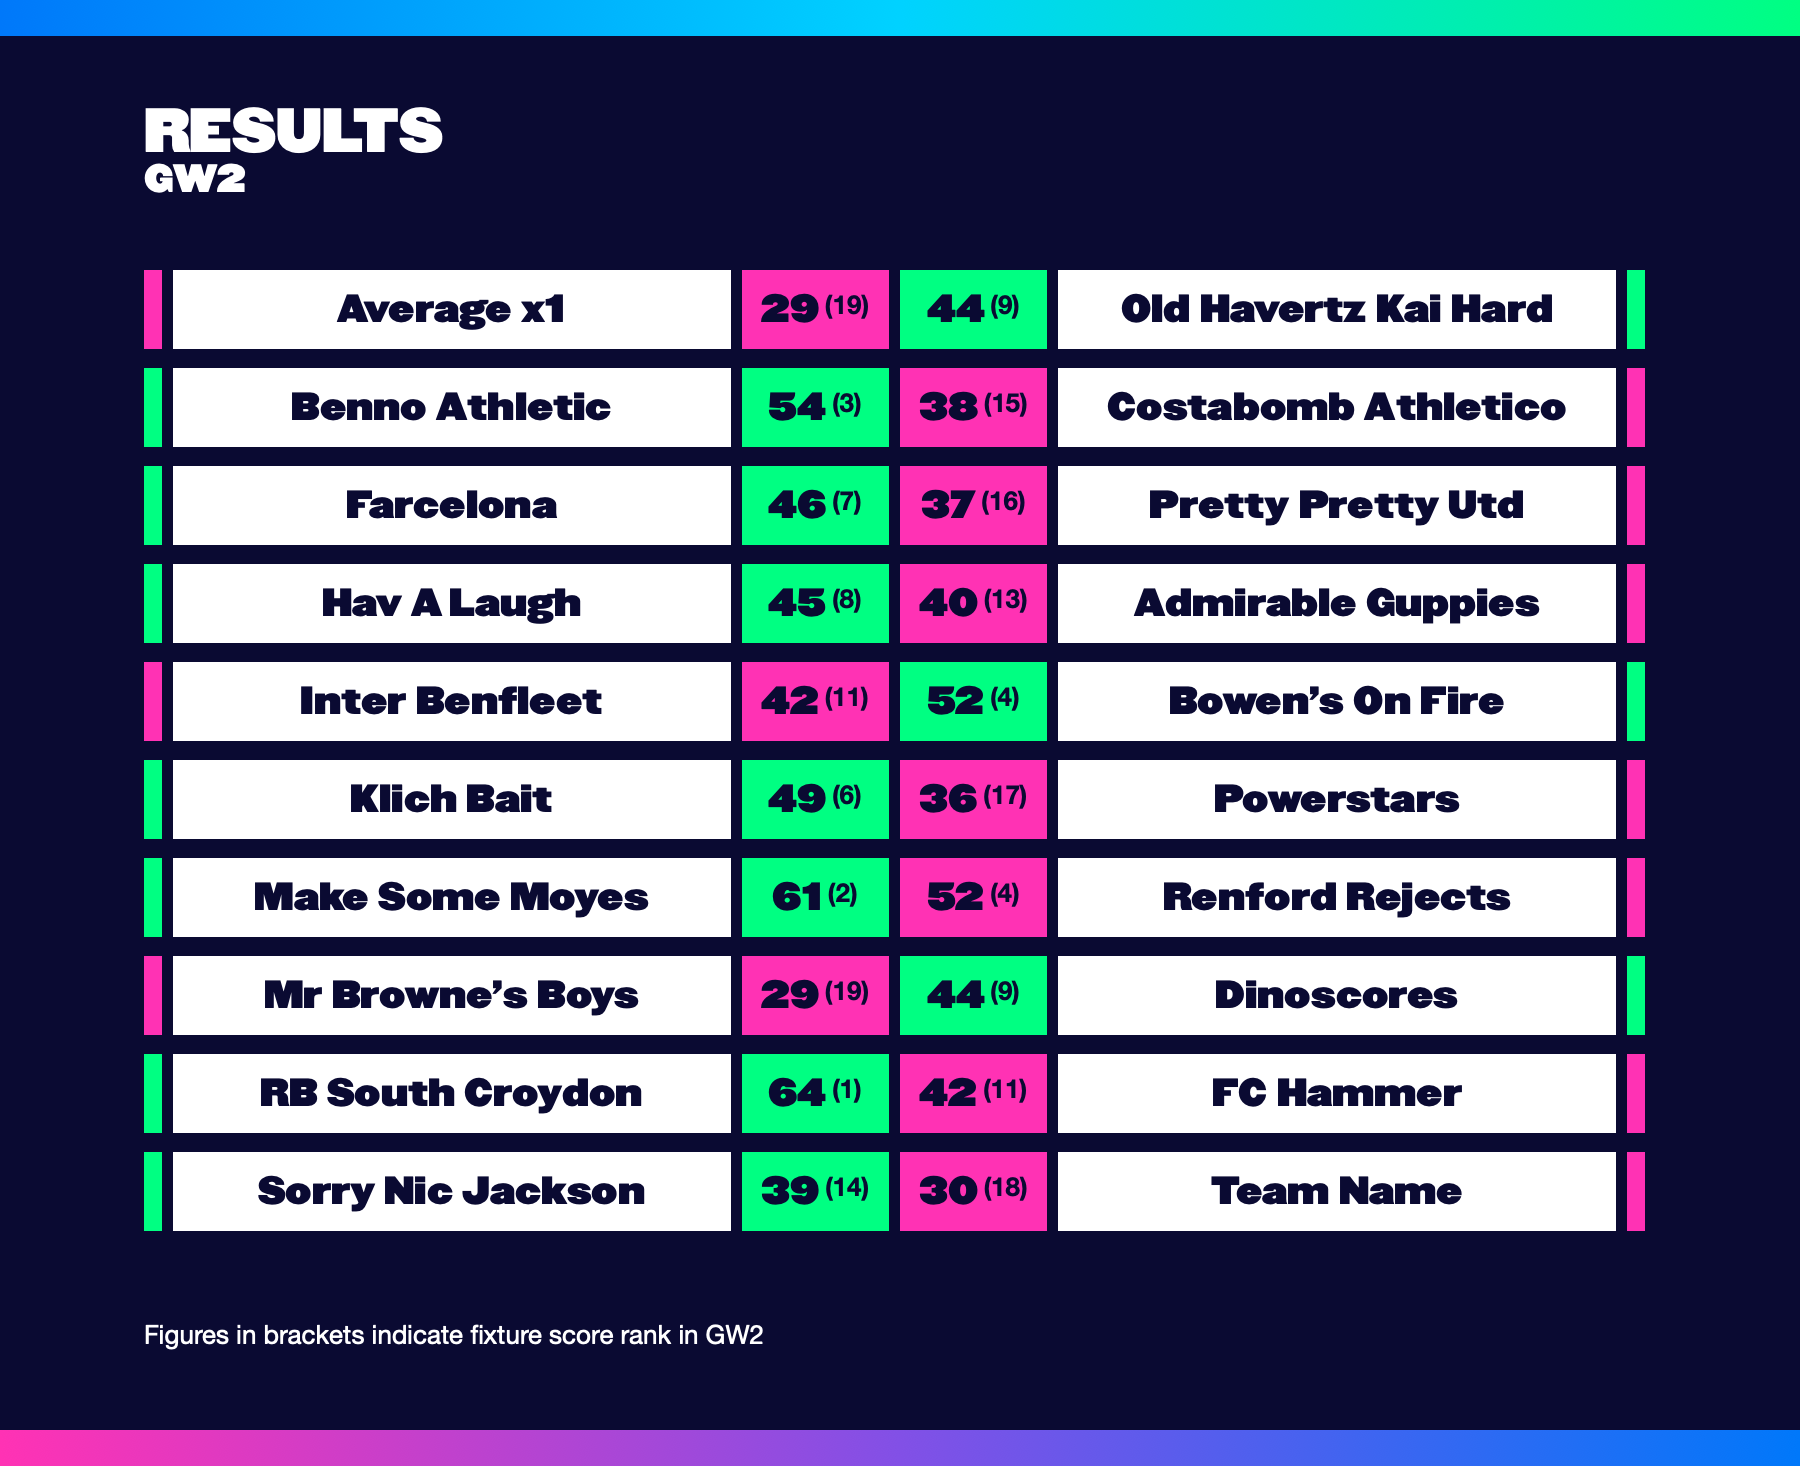 RESULTS
GW2
Average x1 29 (19) 44 (9) Old Havertz Kai Hard
Benno Athletic 54 (3) 38 (15) Costabomb Athletico
Farcelona 46 (7) 37 (16) Pretty Pretty Utd
Hav A Laugh 45 (8) 40 (13) Admirable Guppies
Inter Benfleet 42 (11) 52 (4) Bowen’s On Fire
Klich Bait 49 (6) 36 (17) Powerstars
Make Some Moyes 61 (2) 52 (4) Renford Rejects
Mr Browne’s Boys 29 (19) 44 (9) Dinoscores
RB South Croydon 64 (1) 42 (11) FC Hammer
Sorry Nic Jackson 39 (14) 30 (18) Team Name
Figures in brackets indicate fixture score rank in GW2